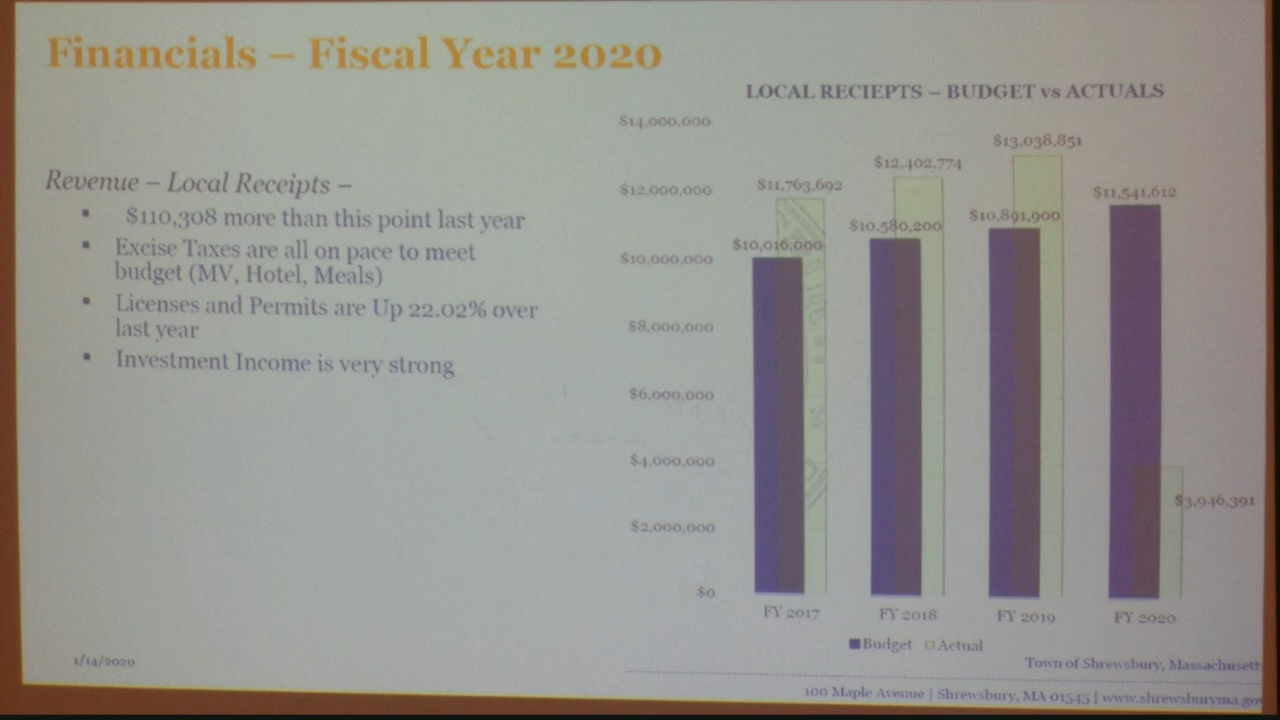 Financials – Fiscal Year 2020
Revenue – Local Receipts –
▪ $110,308 more than this point last year
▪ Excise Taxes are all on pace to meet
budget (MV, Hotel, Meals)
▪ Licenses and Permits are Up 22.02% over
last year
▪ Investment Income is very strong
LOCAL RECIEPTS – BUDGET vs ACTUALS
$14,000,000
$12,000,000
$10,000,000
$8,000,000
$6,000,000
$4,000,000
$2,000,000
$0
$10,016,000
$11,763,692
$10,580,200
$12,402,774
$10,891,900
$13,038,851
$11,541,612
$3,946,391
FY 2017
FY 2018
FY 2019
FY 2020
Budget
Actual
1/14/2020
Town of Shrewsbury, Massachusett
100 Maple Avenue | Shrewsbury, MA 01545 | www.shrewsburyma.gov